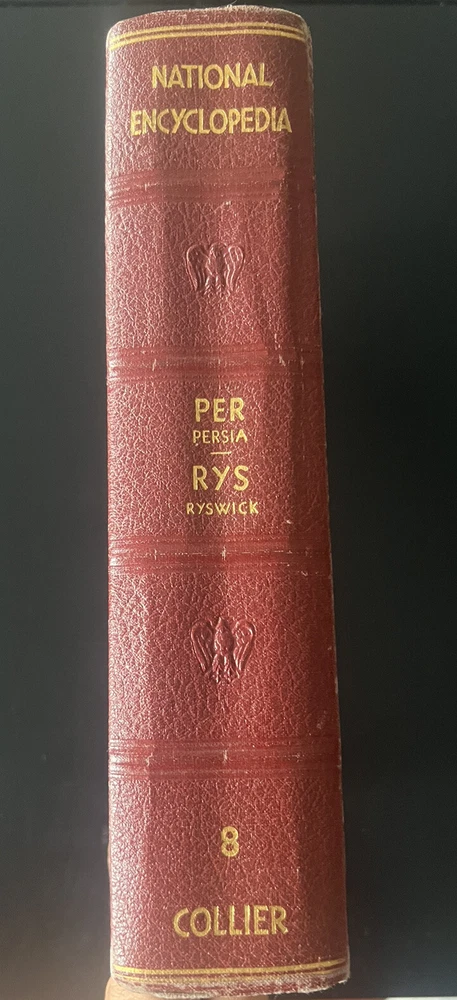 NATIONAL
ENCYCLOPEDIA
PER
PERSIA
—
RYS
RYSWICK
8
COLLIER